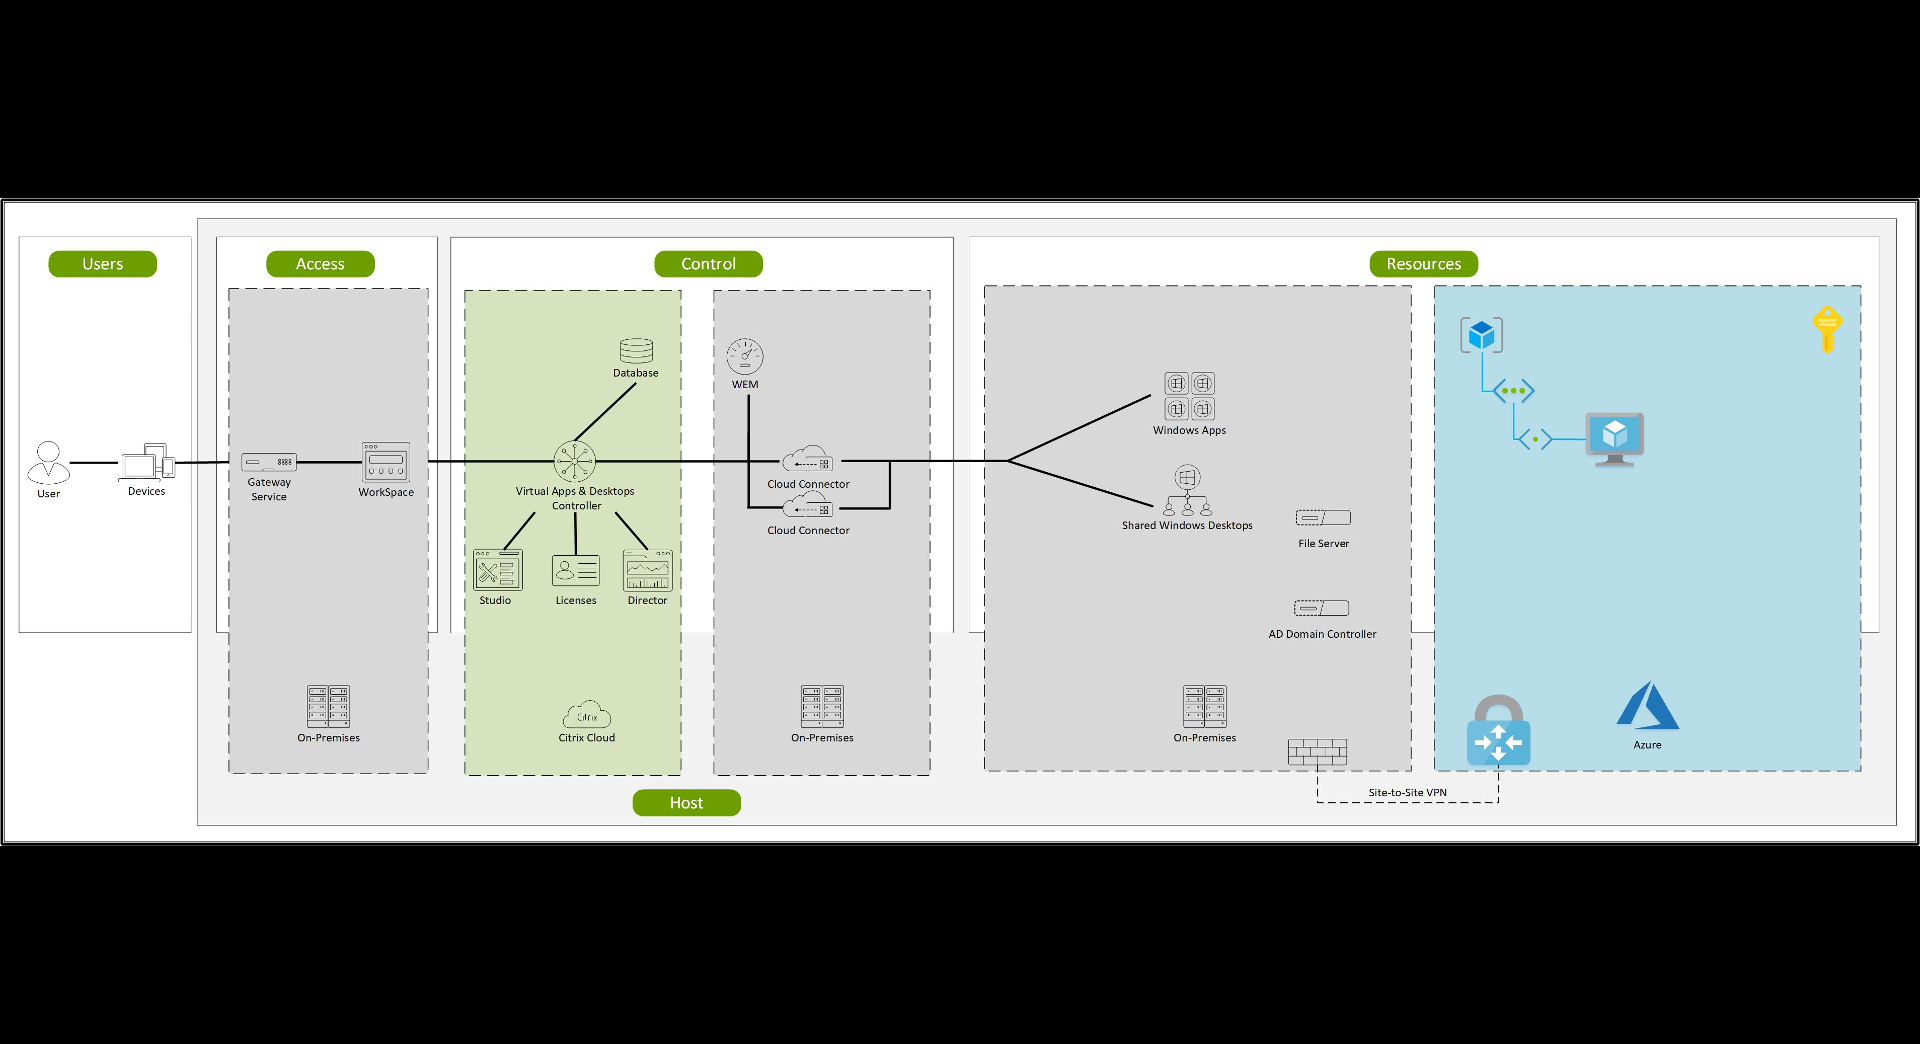 Users
Access
Control
Resources
Database
WEM
Windows Apps
User
Devices
Gateway
Service
WorkSpace
Virtual Apps & Desktops
Controller
Cloud Connector
Cloud Connector
Shared Windows Desktops
File Server
Studio
Licenses
Director
AD Domain Controller
On-Premises
Citrix
Citrix Cloud
On-Premises
On-Premises
Azure
Site-to-Site VPN
Host